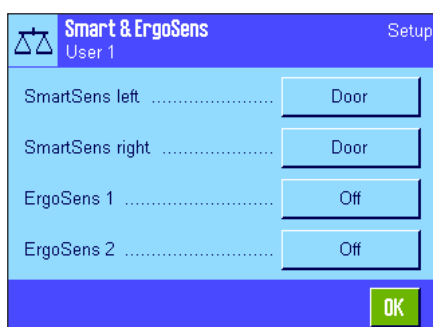 Smart & ErgoSens Setup
User 1
SmartSens left ...................... Door
SmartSens right .................... Door
ErgoSens 1 ........................... Off
ErgoSens 2 ........................... Off
OK